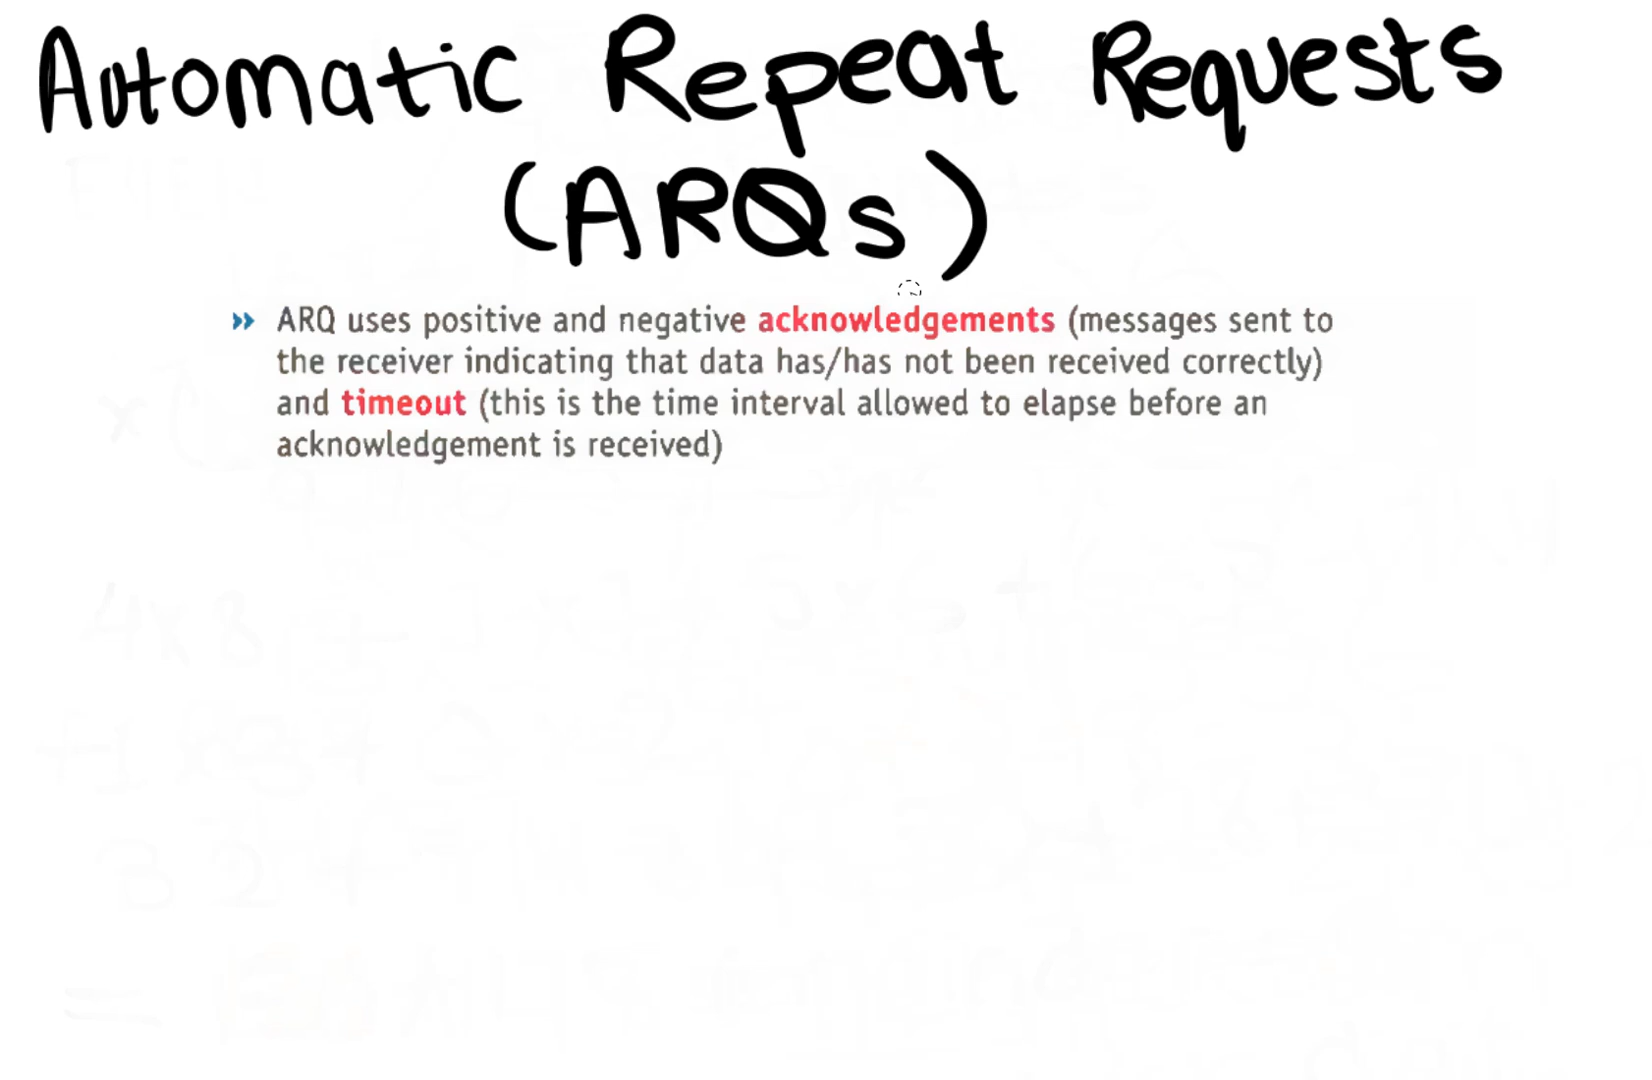 Automatic Repeat Requests
(ARQs)
» ARQ uses positive and negative acknowledgements (messages sent to
the receiver indicating that data has/has not been received correctly)
and timeout (this is the time interval allowed to elapse before an
acknowledgement is received)